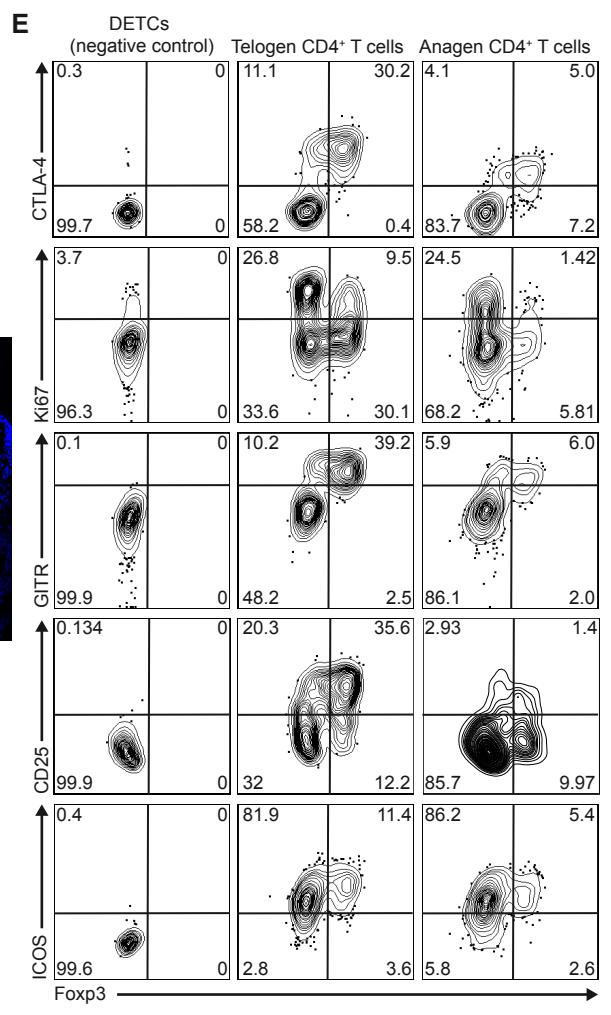 E
DETCs
(negative control) Telogen CD4⁺ T cells Anagen CD4⁺ T cells
0.3 0 11.1 30.2 4.1 5.0
CTLA-4
99.7 0 58.2 0.4 83.7 7.2
3.7 0 26.8 9.5 24.5 1.42
Ki67
96.3 0 33.6 30.1 68.2 5.81
0.1 0 10.2 39.2 5.9 6.0
GITR
99.9 0 48.2 2.5 86.1 2.0
0.134 0 20.3 35.6 2.93 1.4
CD25
99.9 0 32 12.2 85.7 9.97
0.4 0 81.9 11.4 86.2 5.4
ICOS
99.6 0 2.8 3.6 5.8 2.6
Foxp3